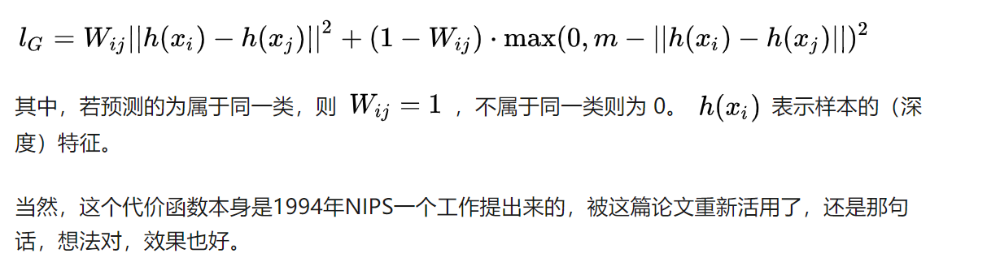 l_G = W_{ij}||h(x_i) − h(x_j)||^2 + (1 − W_{ij}) · max(0, m − ||h(x_i) − h(x_j)||)^2
其中，若预测的为属于同一类，则 W_{ij} = 1 ，不属于同一类则为 0。 h(x_i) 表示样本的（深
度）特征。
当然，这个代价函数本身是1994年NIPS一个工作提出来的，被这篇论文重新活用了，还是那句
话，想法对，效果也好。